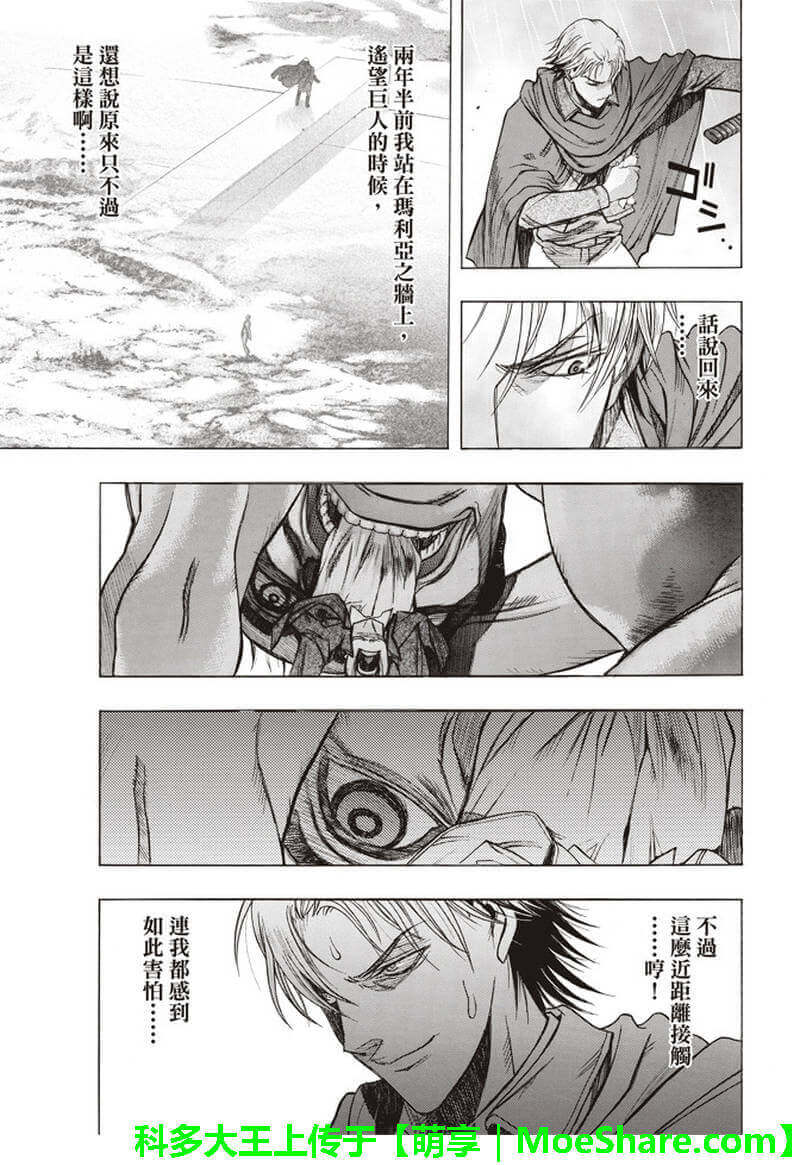 ゴシ
話說回來
……
兩年半前我站在瑪利亞之牆上，
遙望巨人的時候，
還想說原來只不過
是這樣啊……
不過
這麼近距離接觸
……哼！
連我都感到
如此害怕……
科多大王上传于【萌享│MoeShare.com】